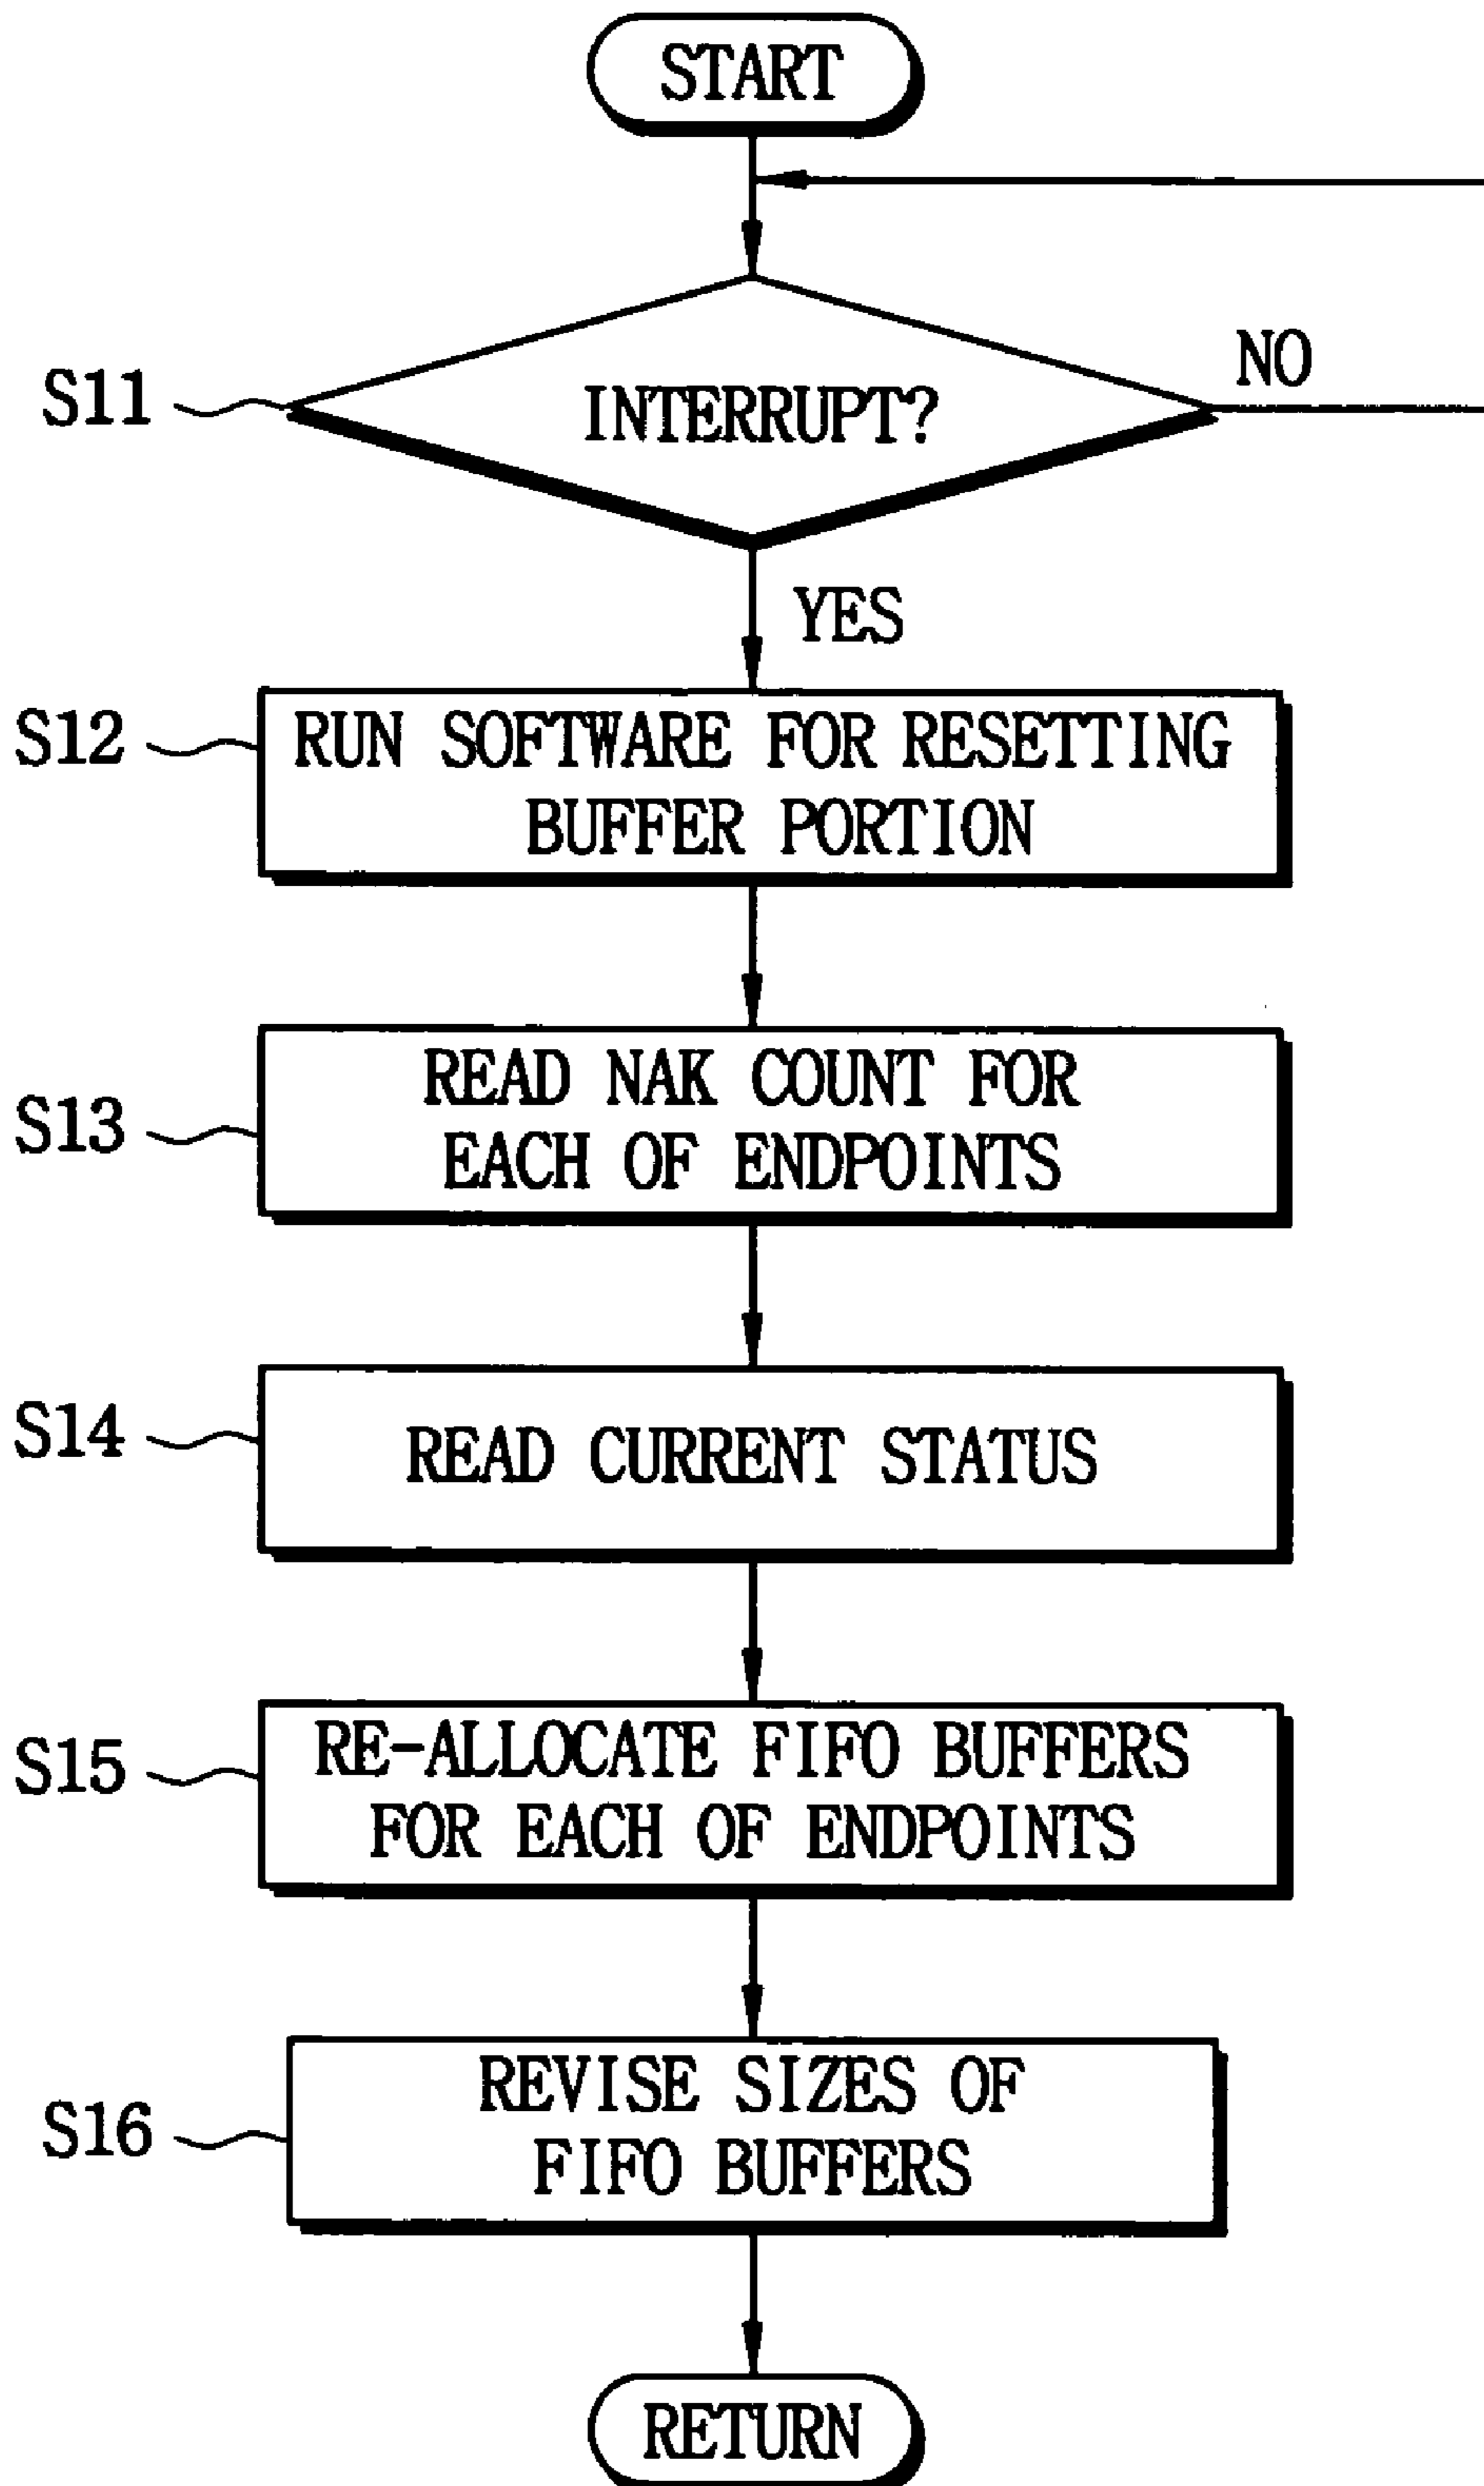 START
S11
INTERRUPT?
NO
YES
S12
RUN SOFTWARE FOR RESETTING
BUFFER PORTION
S13
READ NAK COUNT FOR
EACH OF ENDPOINTS
S14
READ CURRENT STATUS
S15
RE-ALLOCATE FIFO BUFFERS
FOR EACH OF ENDPOINTS
S16
REVISE SIZES OF
FIFO BUFFERS
RETURN